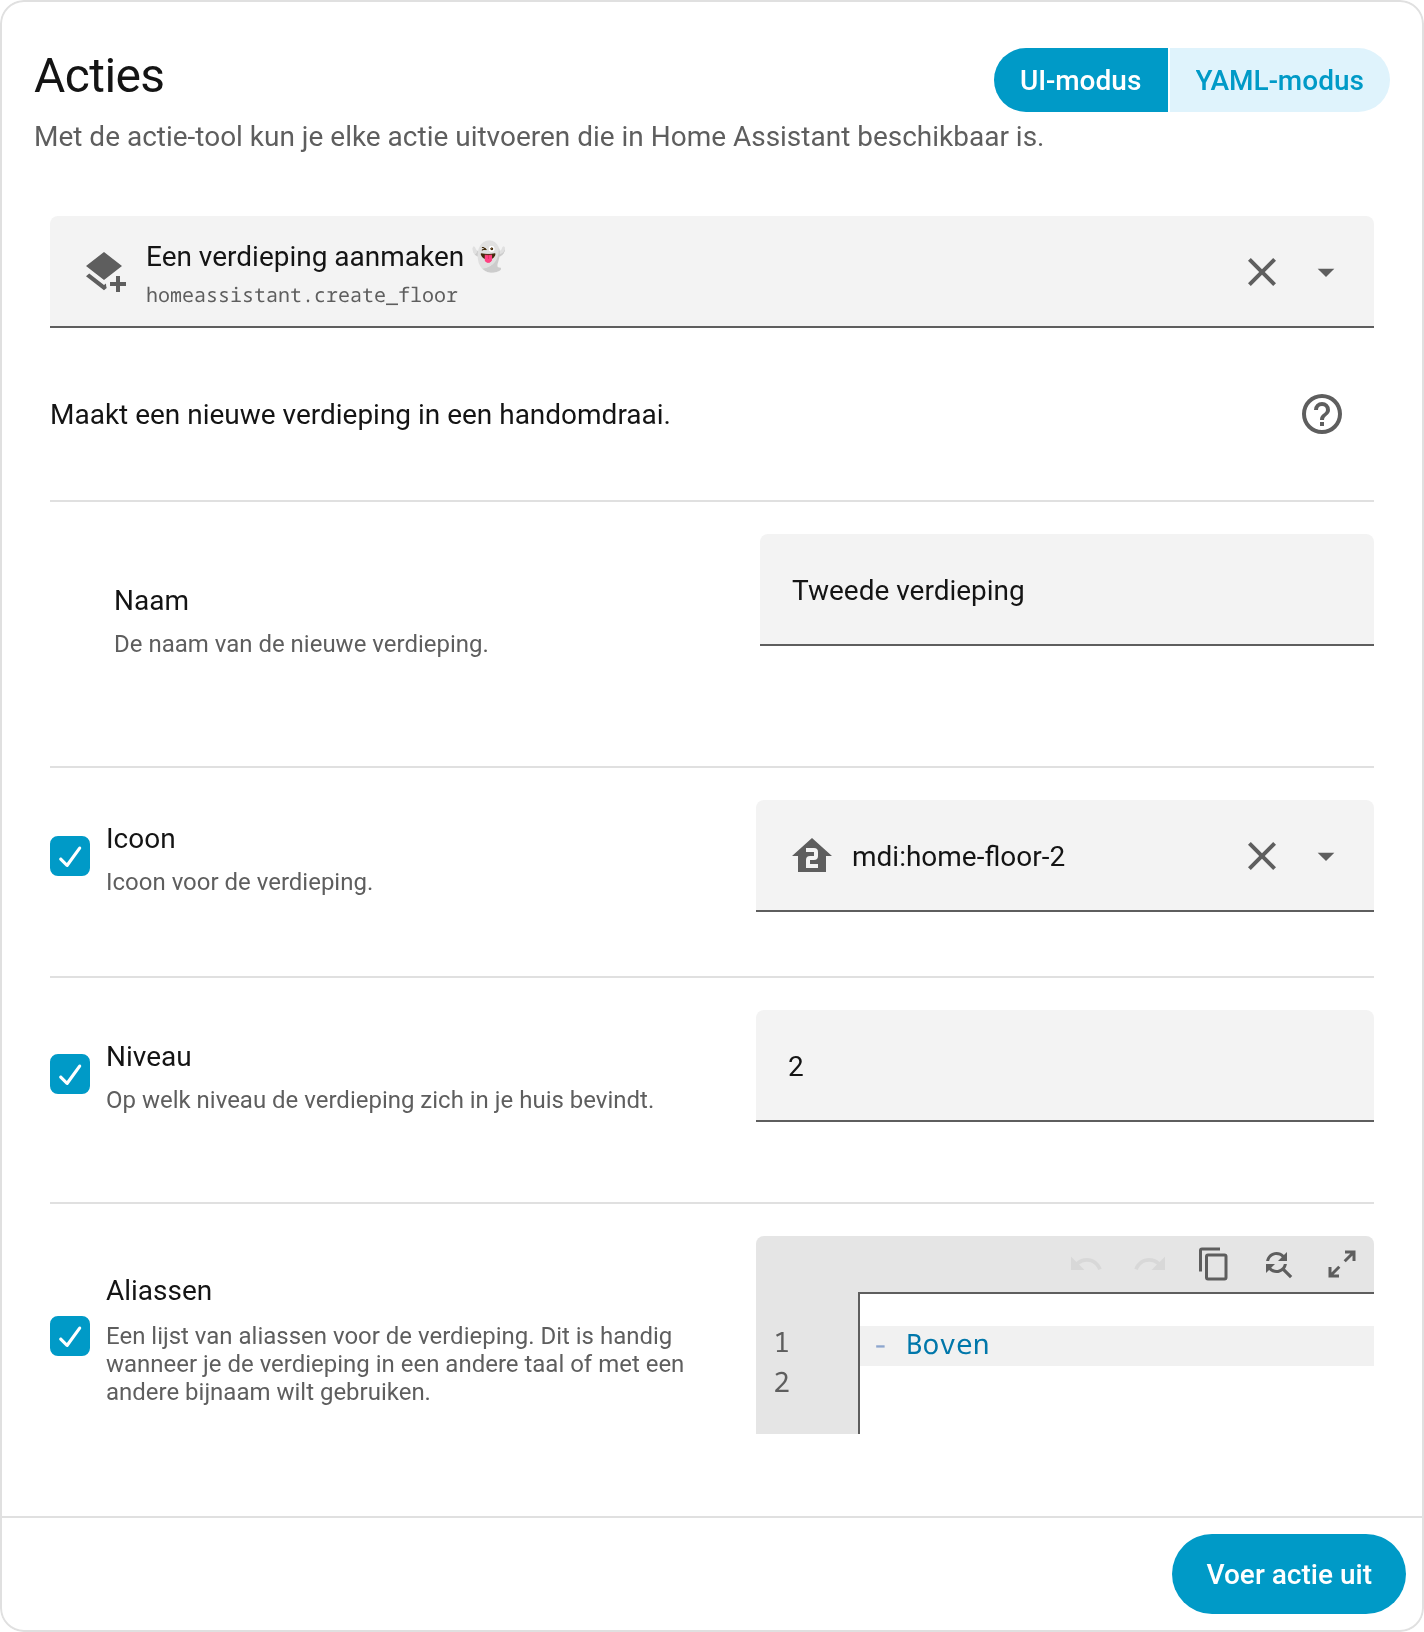 Acties
UI-modus
YAML-modus
Met de actie-tool kun je elke actie uitvoeren die in Home Assistant beschikbaar is.
Een verdieping aanmaken 👻
homeassistant.create_floor
Maakt een nieuwe verdieping in een handomdraai.
Naam
De naam van de nieuwe verdieping.
Tweede verdieping
Icoon
Icoon voor de verdieping.
mdi:home-floor-2
Niveau
Op welk niveau de verdieping zich in je huis bevindt.
2
Aliassen
Een lijst van aliassen voor de verdieping. Dit is handig
wanneer je de verdieping in een andere taal of met een
andere bijnaam wilt gebruiken.
1 - Boven
2
Voer actie uit